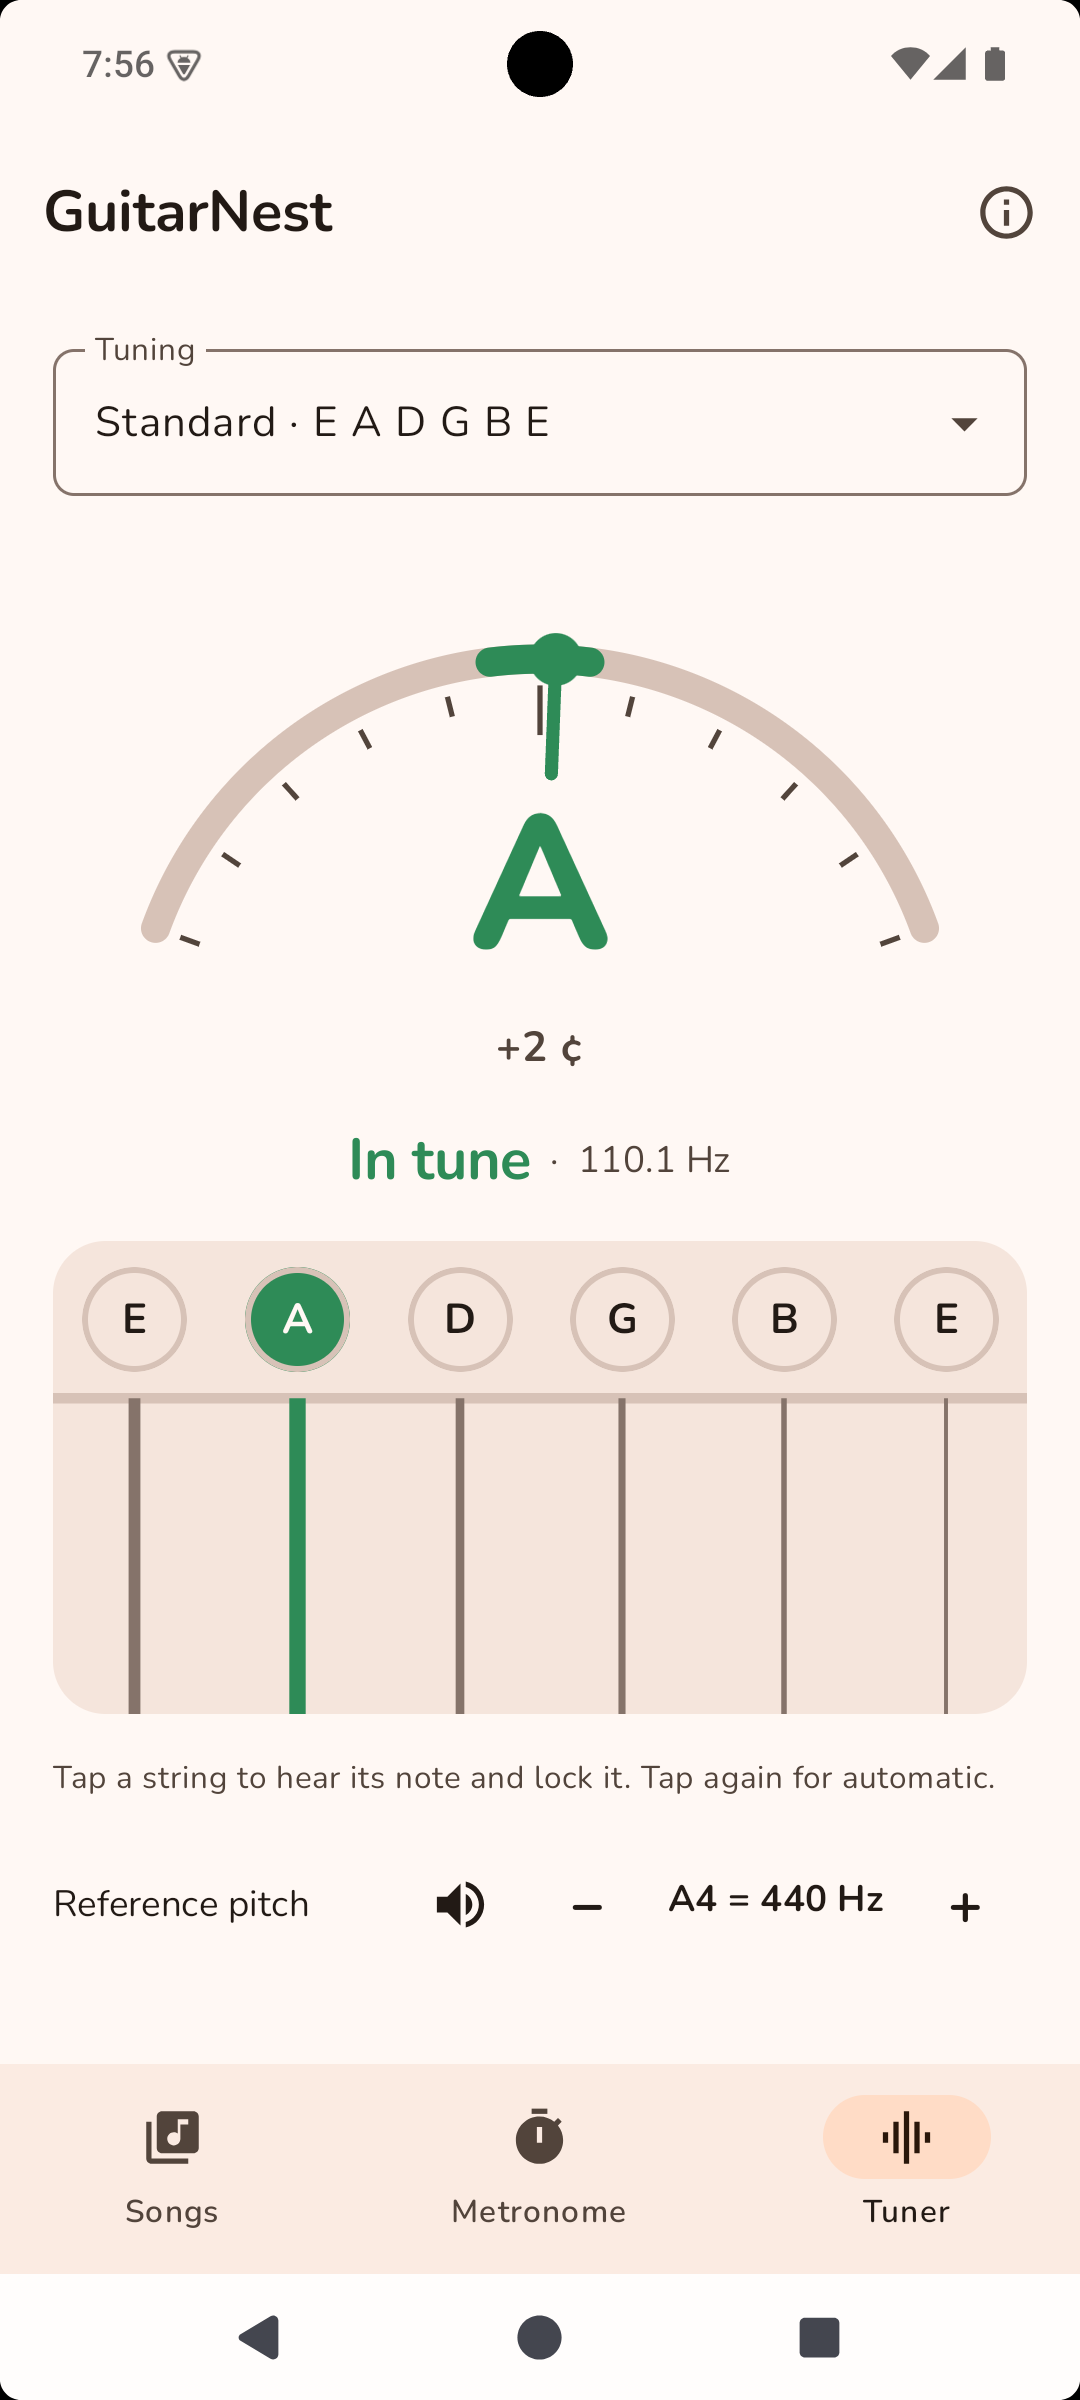 7:56
GuitarNest
Tuning
Standard · E A D G B E
A
+2 ¢
In tune · 110.1 Hz
E A D G B E
Tap a string to hear its note and lock it. Tap again for automatic.
Reference pitch − A4 = 440 Hz +
Songs Metronome Tuner